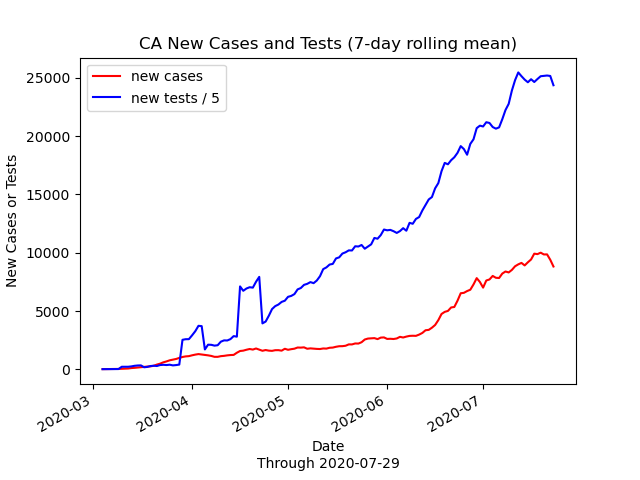 CA New Cases and Tests (7-day rolling mean)
new cases
new tests / 5
25000
20000
15000
10000
5000
0
New Cases or Tests
2020-03
2020-04
2020-05
2020-06
2020-07
Date
Through 2020-07-29